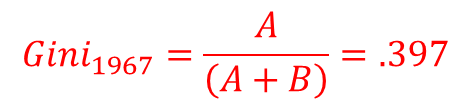 Gini₁₉₆₇ = A / (A + B) = .397